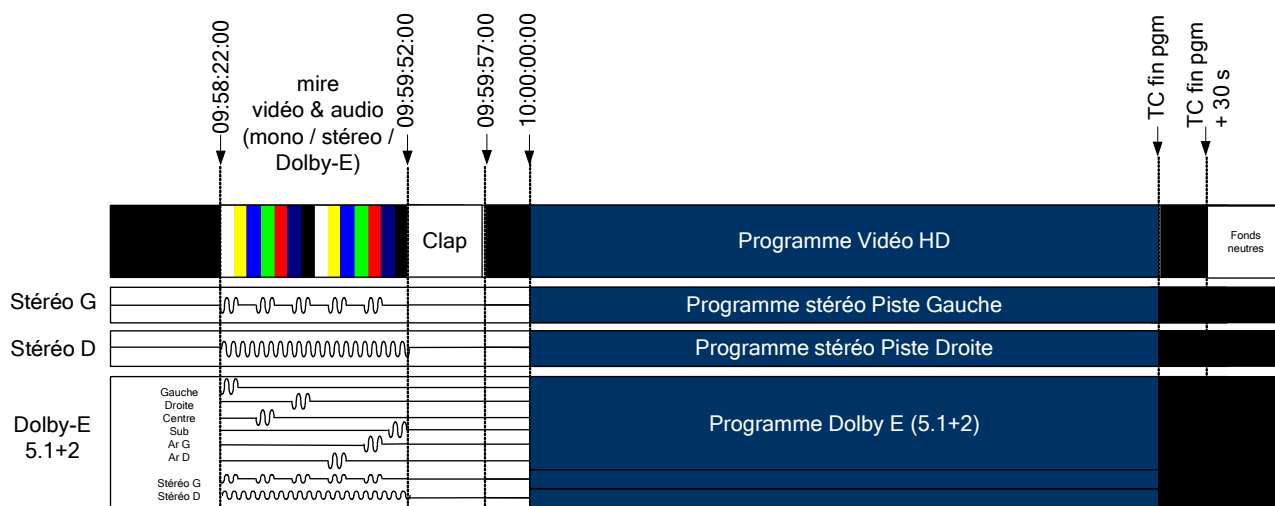 09:58:22:00
mire
vidéo & audio
(mono / stéreo /
Dolby-E)
09:59:52:00
09:59:57:00
10:00:00:00
TC fin pgm
TC fin pgm
+ 30 s
Clap
Programme Vidéo HD
Fonds
neutres
Stéréo G
Programme stéréo Piste Gauche
Stéréo D
Programme stéréo Piste Droite
Dolby-E
5.1+2
Gauche
Droite
Centre
Sub
Ar G
Ar D
Stéréo G
Stéréo D
Programme Dolby E (5.1+2)